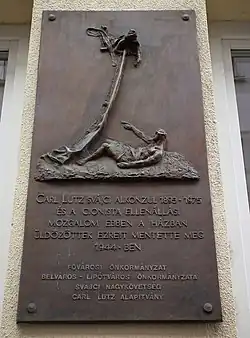 CARL LUTZ SVÁJCI ALKONZUL 1895-1975
ÉS A CIONISTA ELLENÁLLÁSI
MOZGALOM EBBEN A HÁZBAN
ÜLDÖZÖTTEK EZREIT MENTETTE MEG
1944-BEN.
FŐVÁROSI ÖNKORMÁNYZAT
BELVÁROS - LIPÓTVÁROS ÖNKORMÁNYZATA
SVÁJCI NAGYKÖVETSÉG
CARL LUTZ ALAPÍTVÁNY